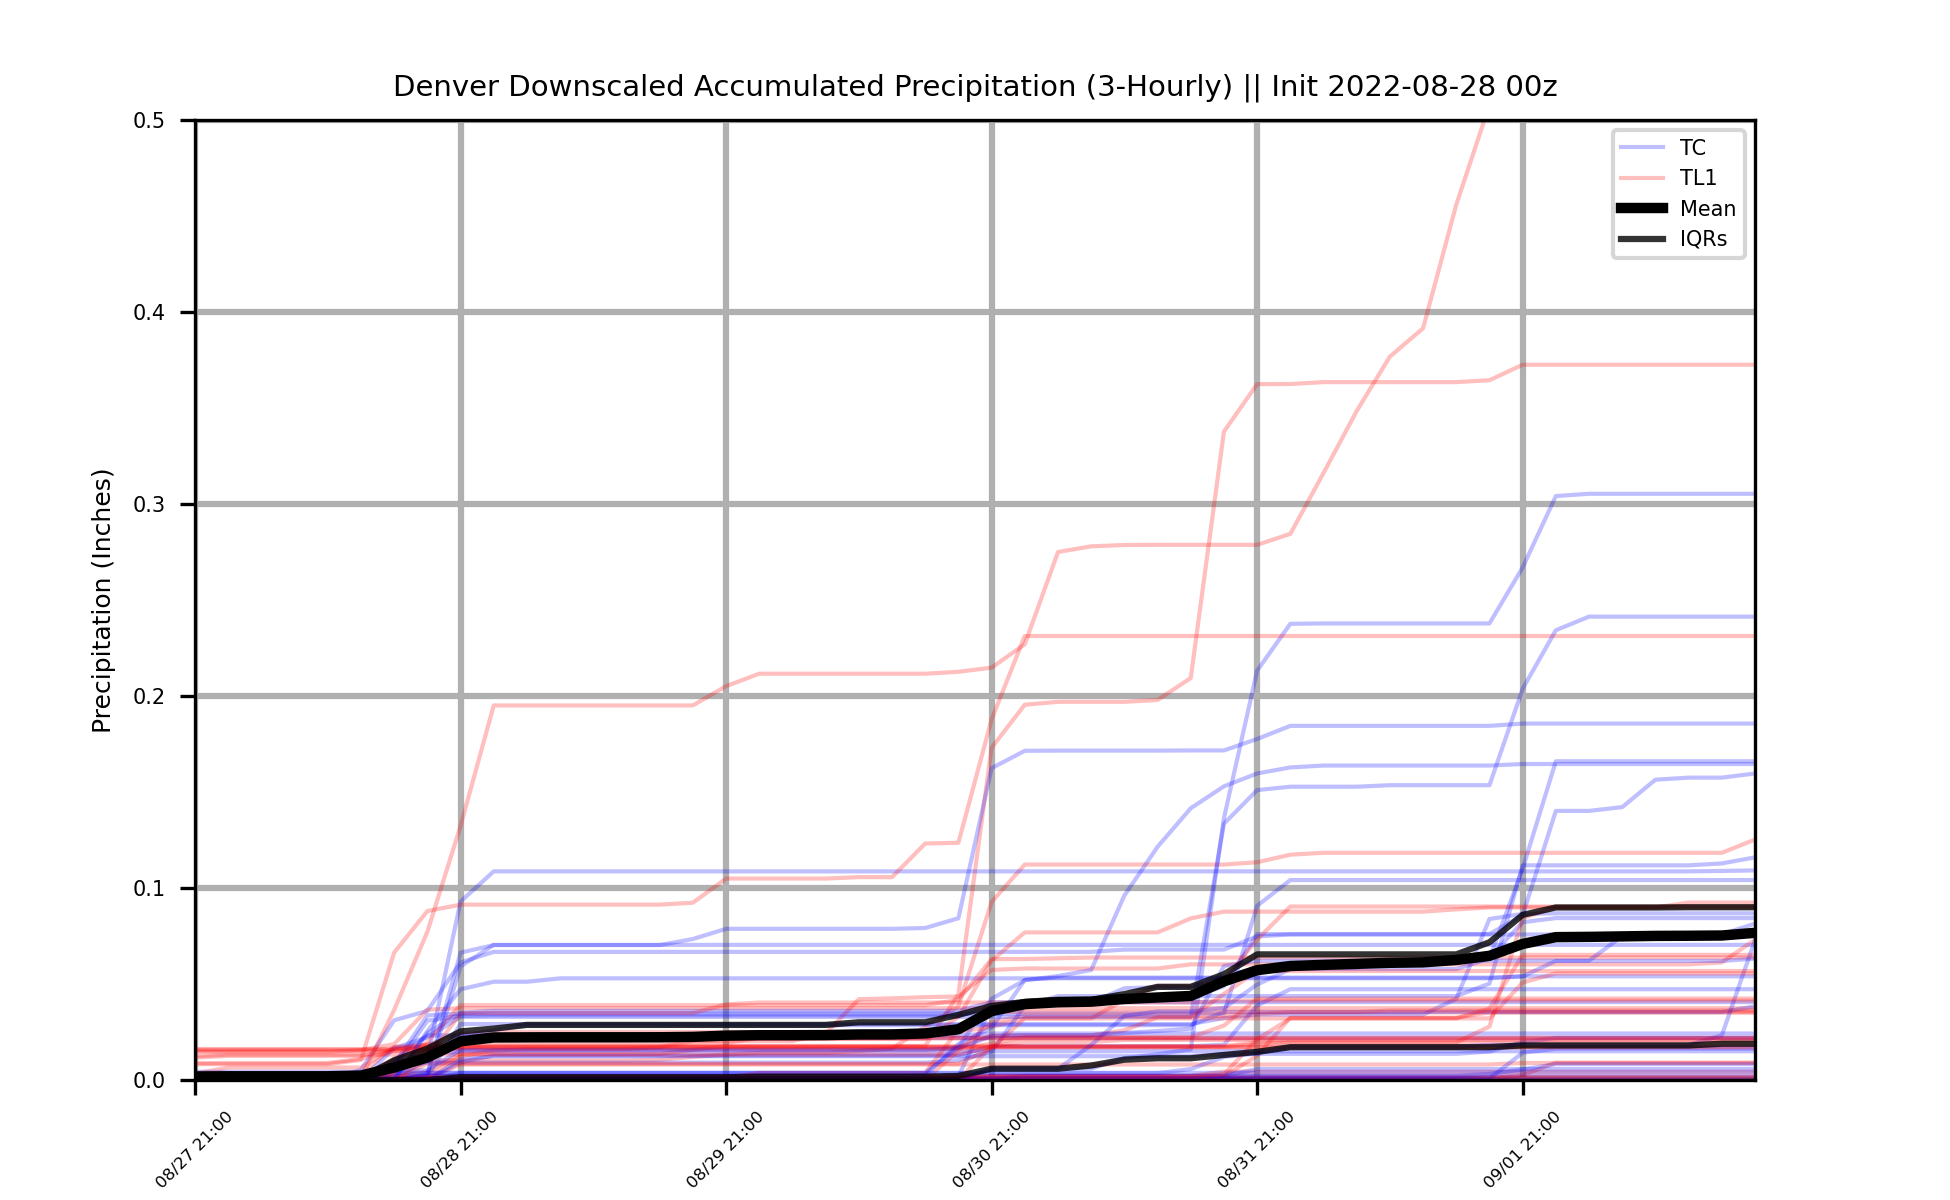 Denver Downscaled Accumulated Precipitation (3-Hourly) || Init 2022-08-28 00z
TC
TL1
Mean
IQRs
Precipitation (Inches)
0.5
0.4
0.3
0.2
0.1
0.0
08/27 21:00
08/28 21:00
08/29 21:00
08/30 21:00
08/31 21:00
09/01 21:00